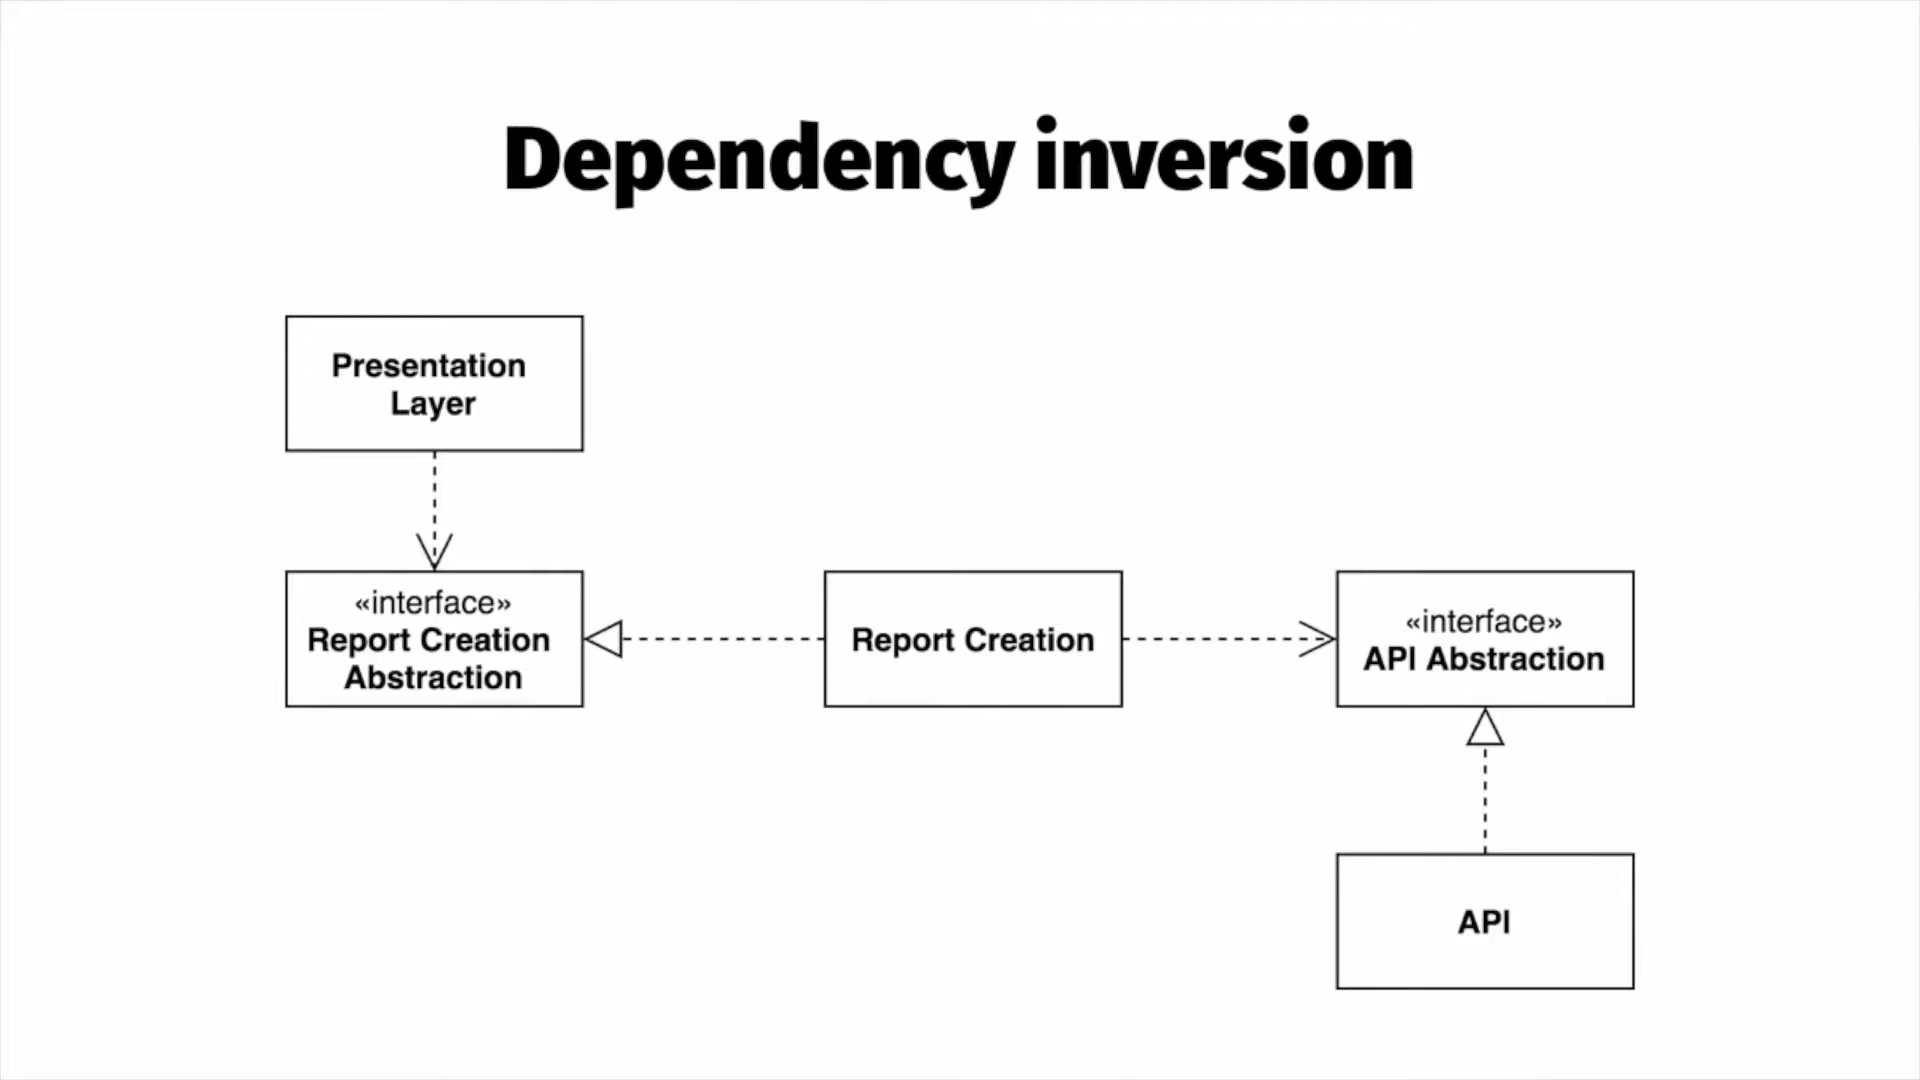 Dependency inversion
Presentation
Layer
«interface»
Report Creation
Abstraction
Report Creation
«interface»
API Abstraction
API